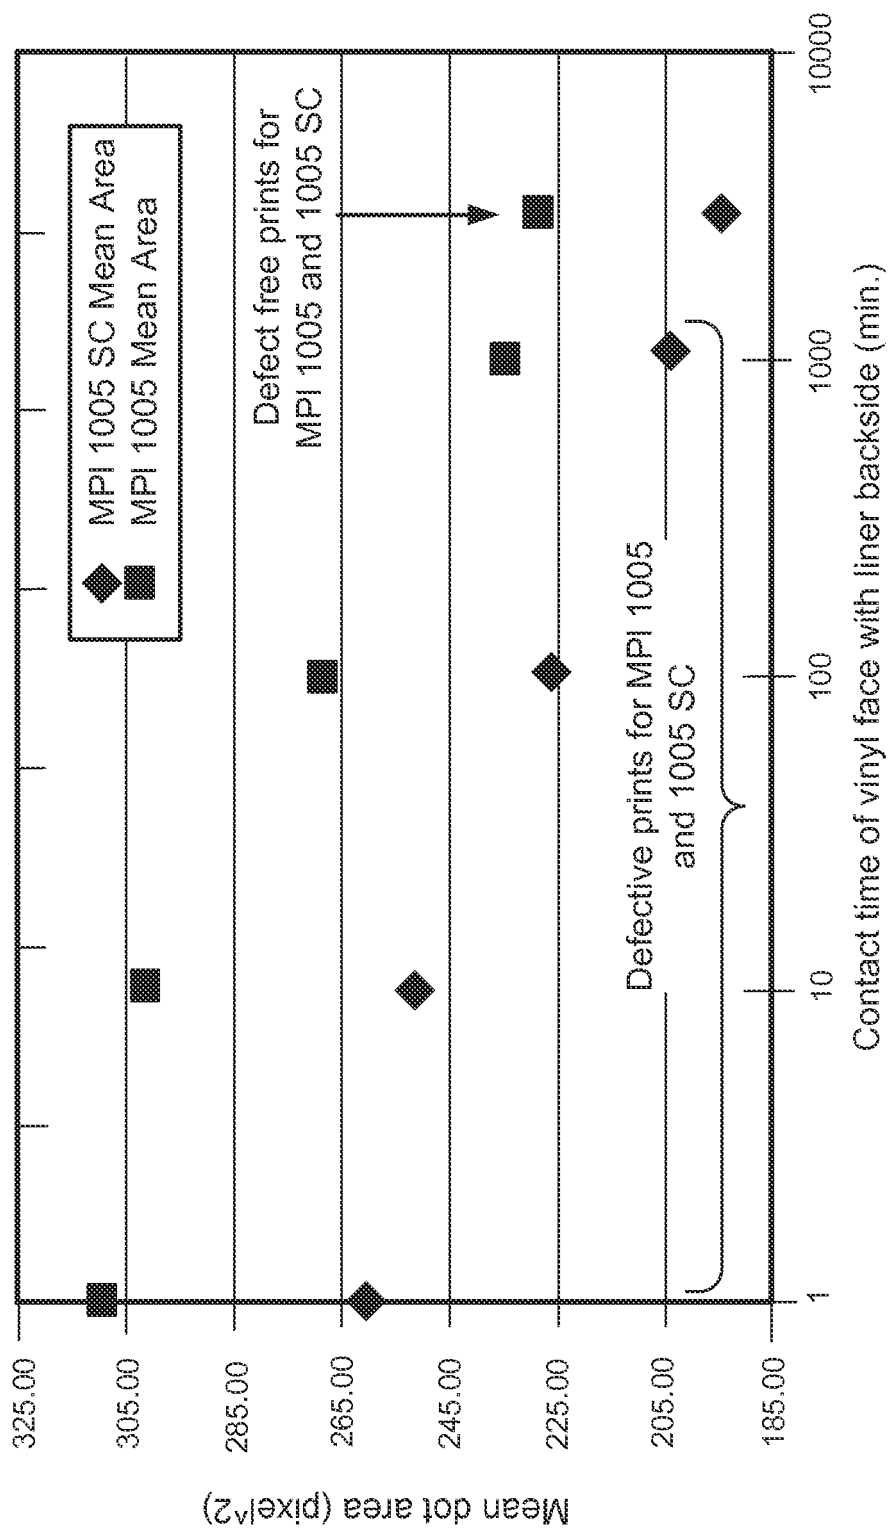 Mean dot area (pixel^2)
325.00
305.00
285.00
265.00
245.00
225.00
205.00
185.00
MPI 1005 SC Mean Area
MPI 1005 Mean Area
Defect free prints for
MPI 1005 and 1005 SC
Defective prints for MPI 1005
and 1005 SC
1
10
100
1000
10000
Contact time of vinyl face with liner backside (min.)